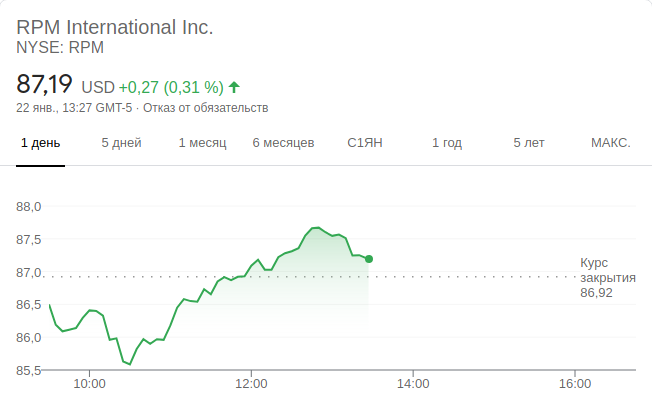 RPM International Inc.
NYSE: RPM
87,19 USD +0,27 (0,31 %)
22 янв., 13:27 GMT-5 · Отказ от обязательств
1 день 5 дней 1 месяц 6 месяцев С1ЯН 1 год 5 лет МАКС.
88,0
87,5
87,0
86,5
86,0
85,5
Курс
закрытия
86,92
10:00 12:00 14:00 16:00